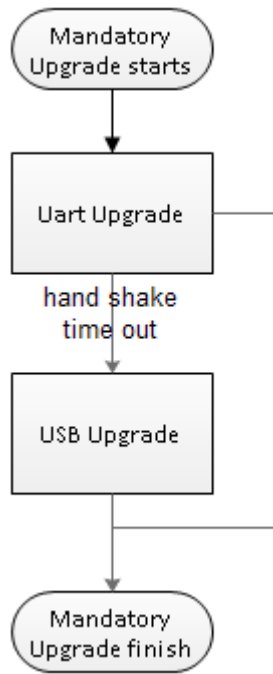 Mandatory
Upgrade starts
Uart Upgrade
hand shake
time out
USB Upgrade
Mandatory
Upgrade finish